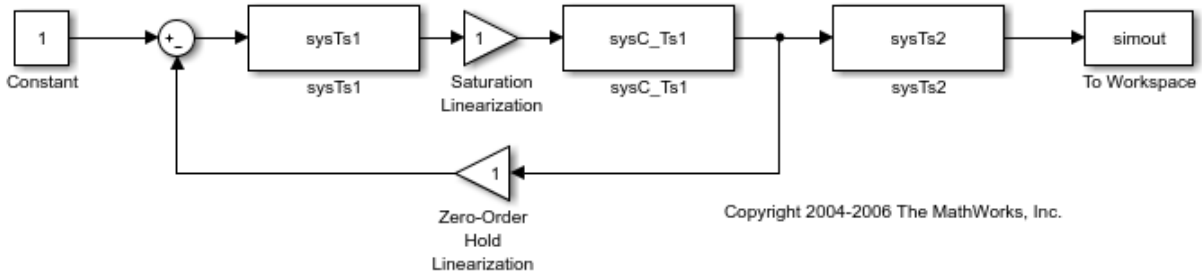 1
Constant
+
-
sysTs1
sysTs1
1
Saturation
Linearization
sysC_Ts1
sysC_Ts1
sysTs2
sysTs2
simout
To Workspace
1
Zero-Order
Hold
Linearization
Copyright 2004-2006 The MathWorks, Inc.